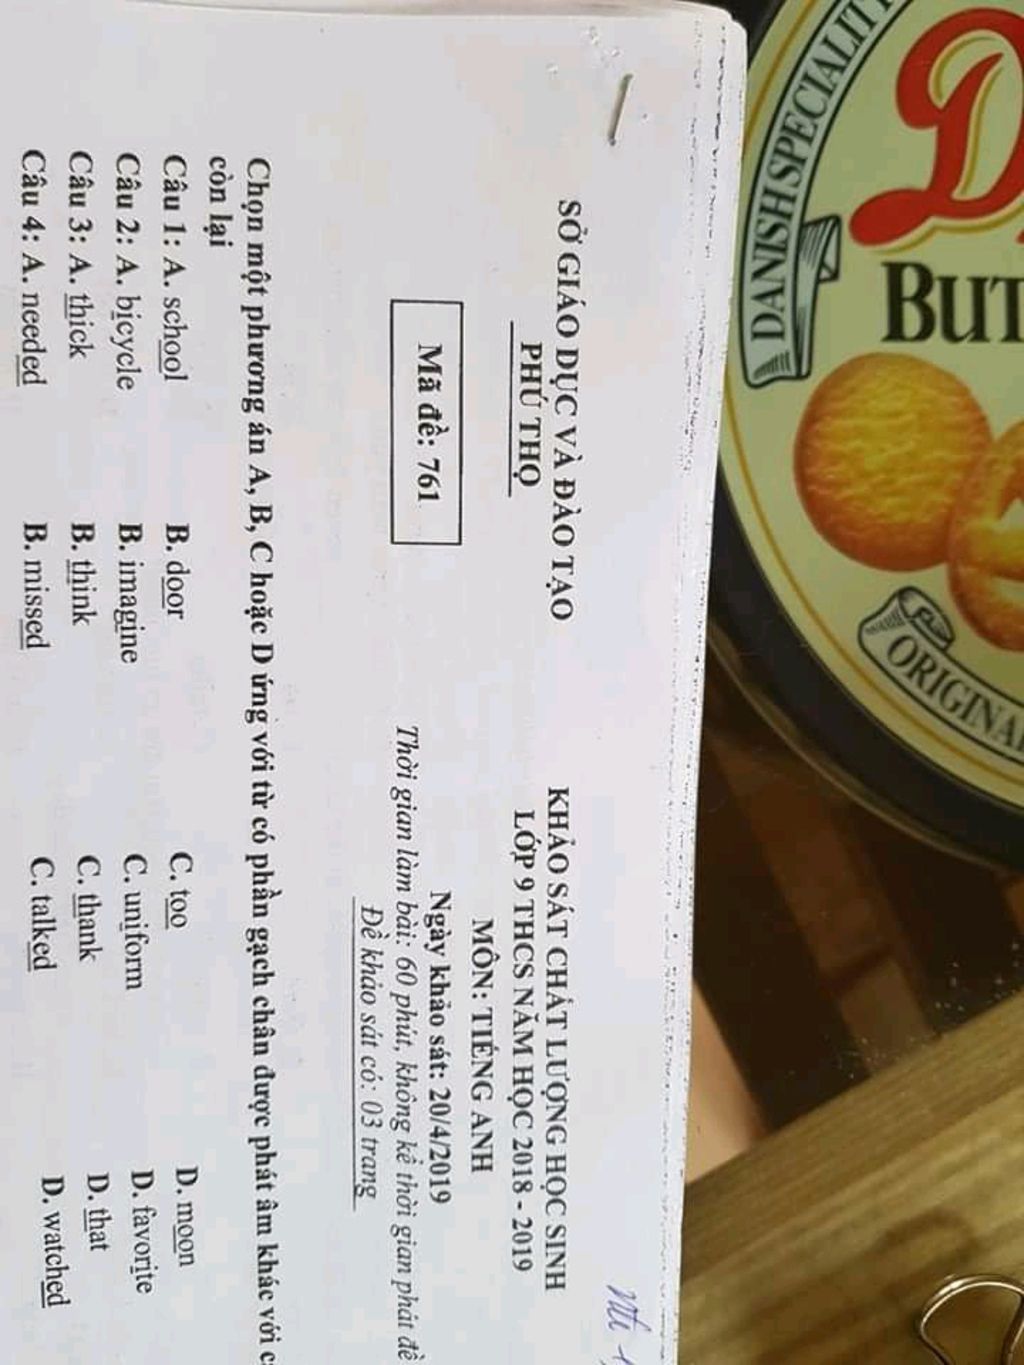 SỞ GIÁO DỤC VÀ ĐÀO TẠO
PHÚ THỌ
Mã đề: 761
KHẢO SÁT CHẤT LƯỢNG HỌC SINH
LỚP 9 THCS NĂM HỌC 2018 - 2019
MÔN: TIẾNG ANH
Ngày khảo sát: 20/4/2019
Thời gian làm bài: 60 phút, không kể thời gian phát đề
Đề khảo sát có: 03 trang
Chọn một phương án A, B, C hoặc D ứng với từ có phần gạch chân được phát âm khác với
còn lại
Câu 1: A. school B. door C. too D. moon
Câu 2: A. bicycle B. imagine C. uniform D. favorite
Câu 3: A. thick B. think C. thank D. that
Câu 4: A. needed B. missed C. talked D. watched
DANISH SPECIALITY
BUT
ORIGINA